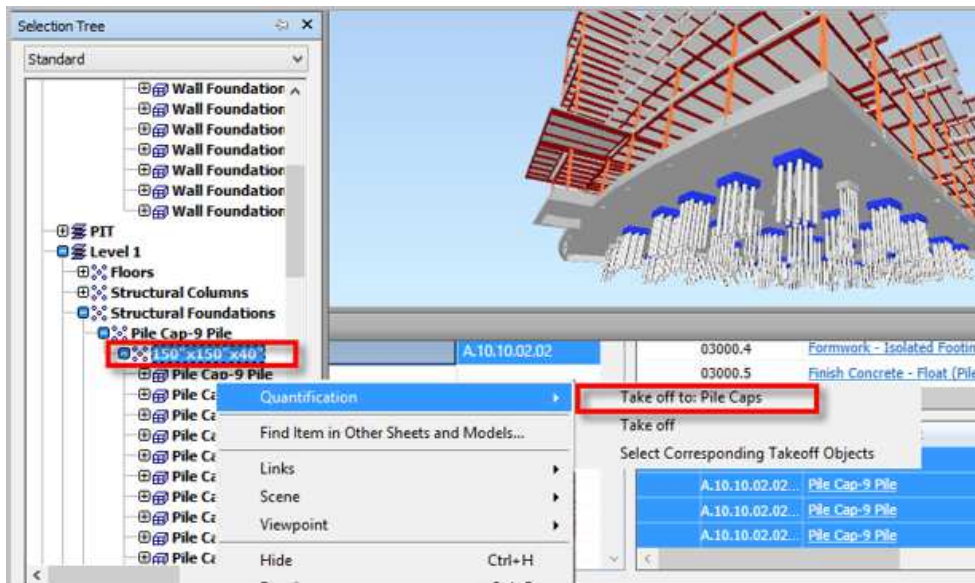 Selection Tree
Standard
Wall Foundation
Wall Foundation
Wall Foundation
Wall Foundation
Wall Foundation
Wall Foundation
Wall Foundation
PIT
Level 1
Floors
Structural Columns
Structural Foundations
Pile Cap-9 Pile
150"x150"x40"
Pile Cap-9 Pile
Pile Ca
Pile Ca
Pile Ca
Pile Ca
Pile Ca
Pile Ca
Pile Ca
Pile Ca
Pile Ca
A.10.10.02.02
03000.4 Formwork - Isolated Footin
03000.5 Finish Concrete - Float (Pile
Quantification
Find Item in Other Sheets and Models...
Links
Scene
Viewpoint
Hide Ctrl+H
Take off to: Pile Caps
Take off
Select Corresponding Takeoff Objects
A.10.10.02.02... Pile Cap-9 Pile
A.10.10.02.02... Pile Cap-9 Pile
A.10.10.02.02... Pile Cap-9 Pile